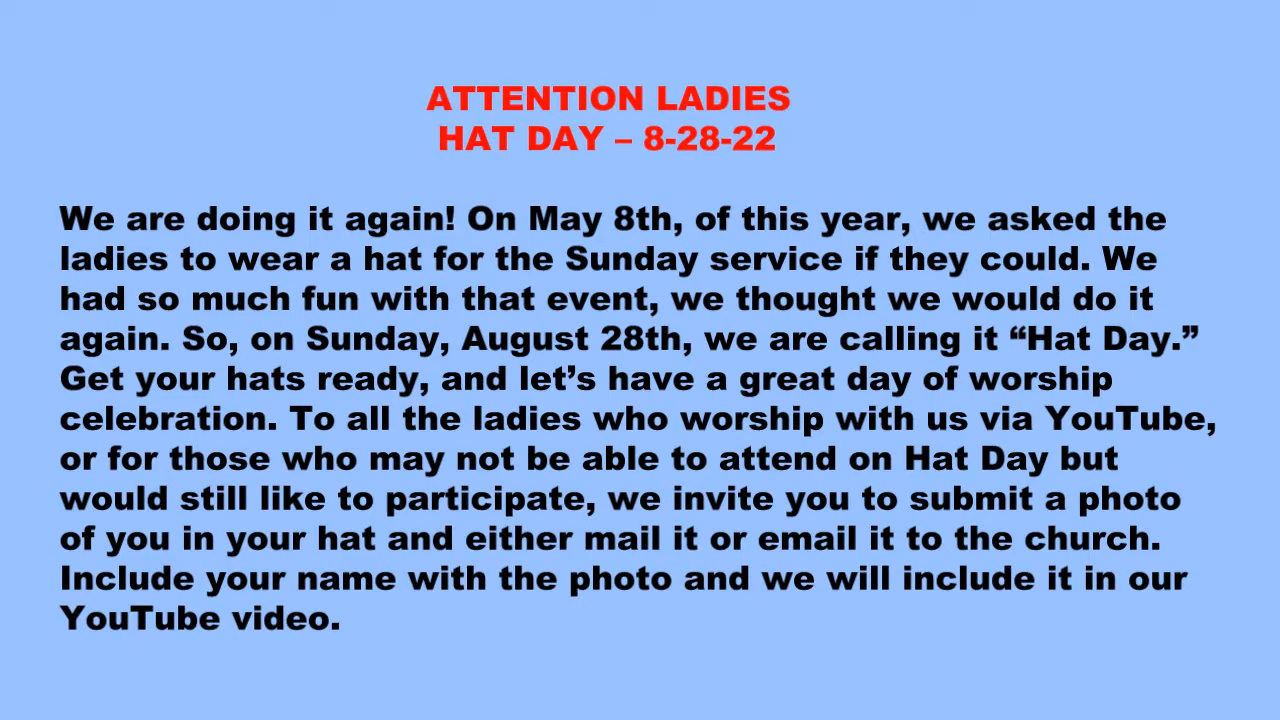 ATTENTION LADIES
HAT DAY – 8-28-22
We are doing it again! On May 8th, of this year, we asked the
ladies to wear a hat for the Sunday service if they could. We
had so much fun with that event, we thought we would do it
again. So, on Sunday, August 28th, we are calling it “Hat Day.”
Get your hats ready, and let’s have a great day of worship
celebration. To all the ladies who worship with us via YouTube,
or for those who may not be able to attend on Hat Day but
would still like to participate, we invite you to submit a photo
of you in your hat and either mail it or email it to the church.
Include your name with the photo and we will include it in our
YouTube video.